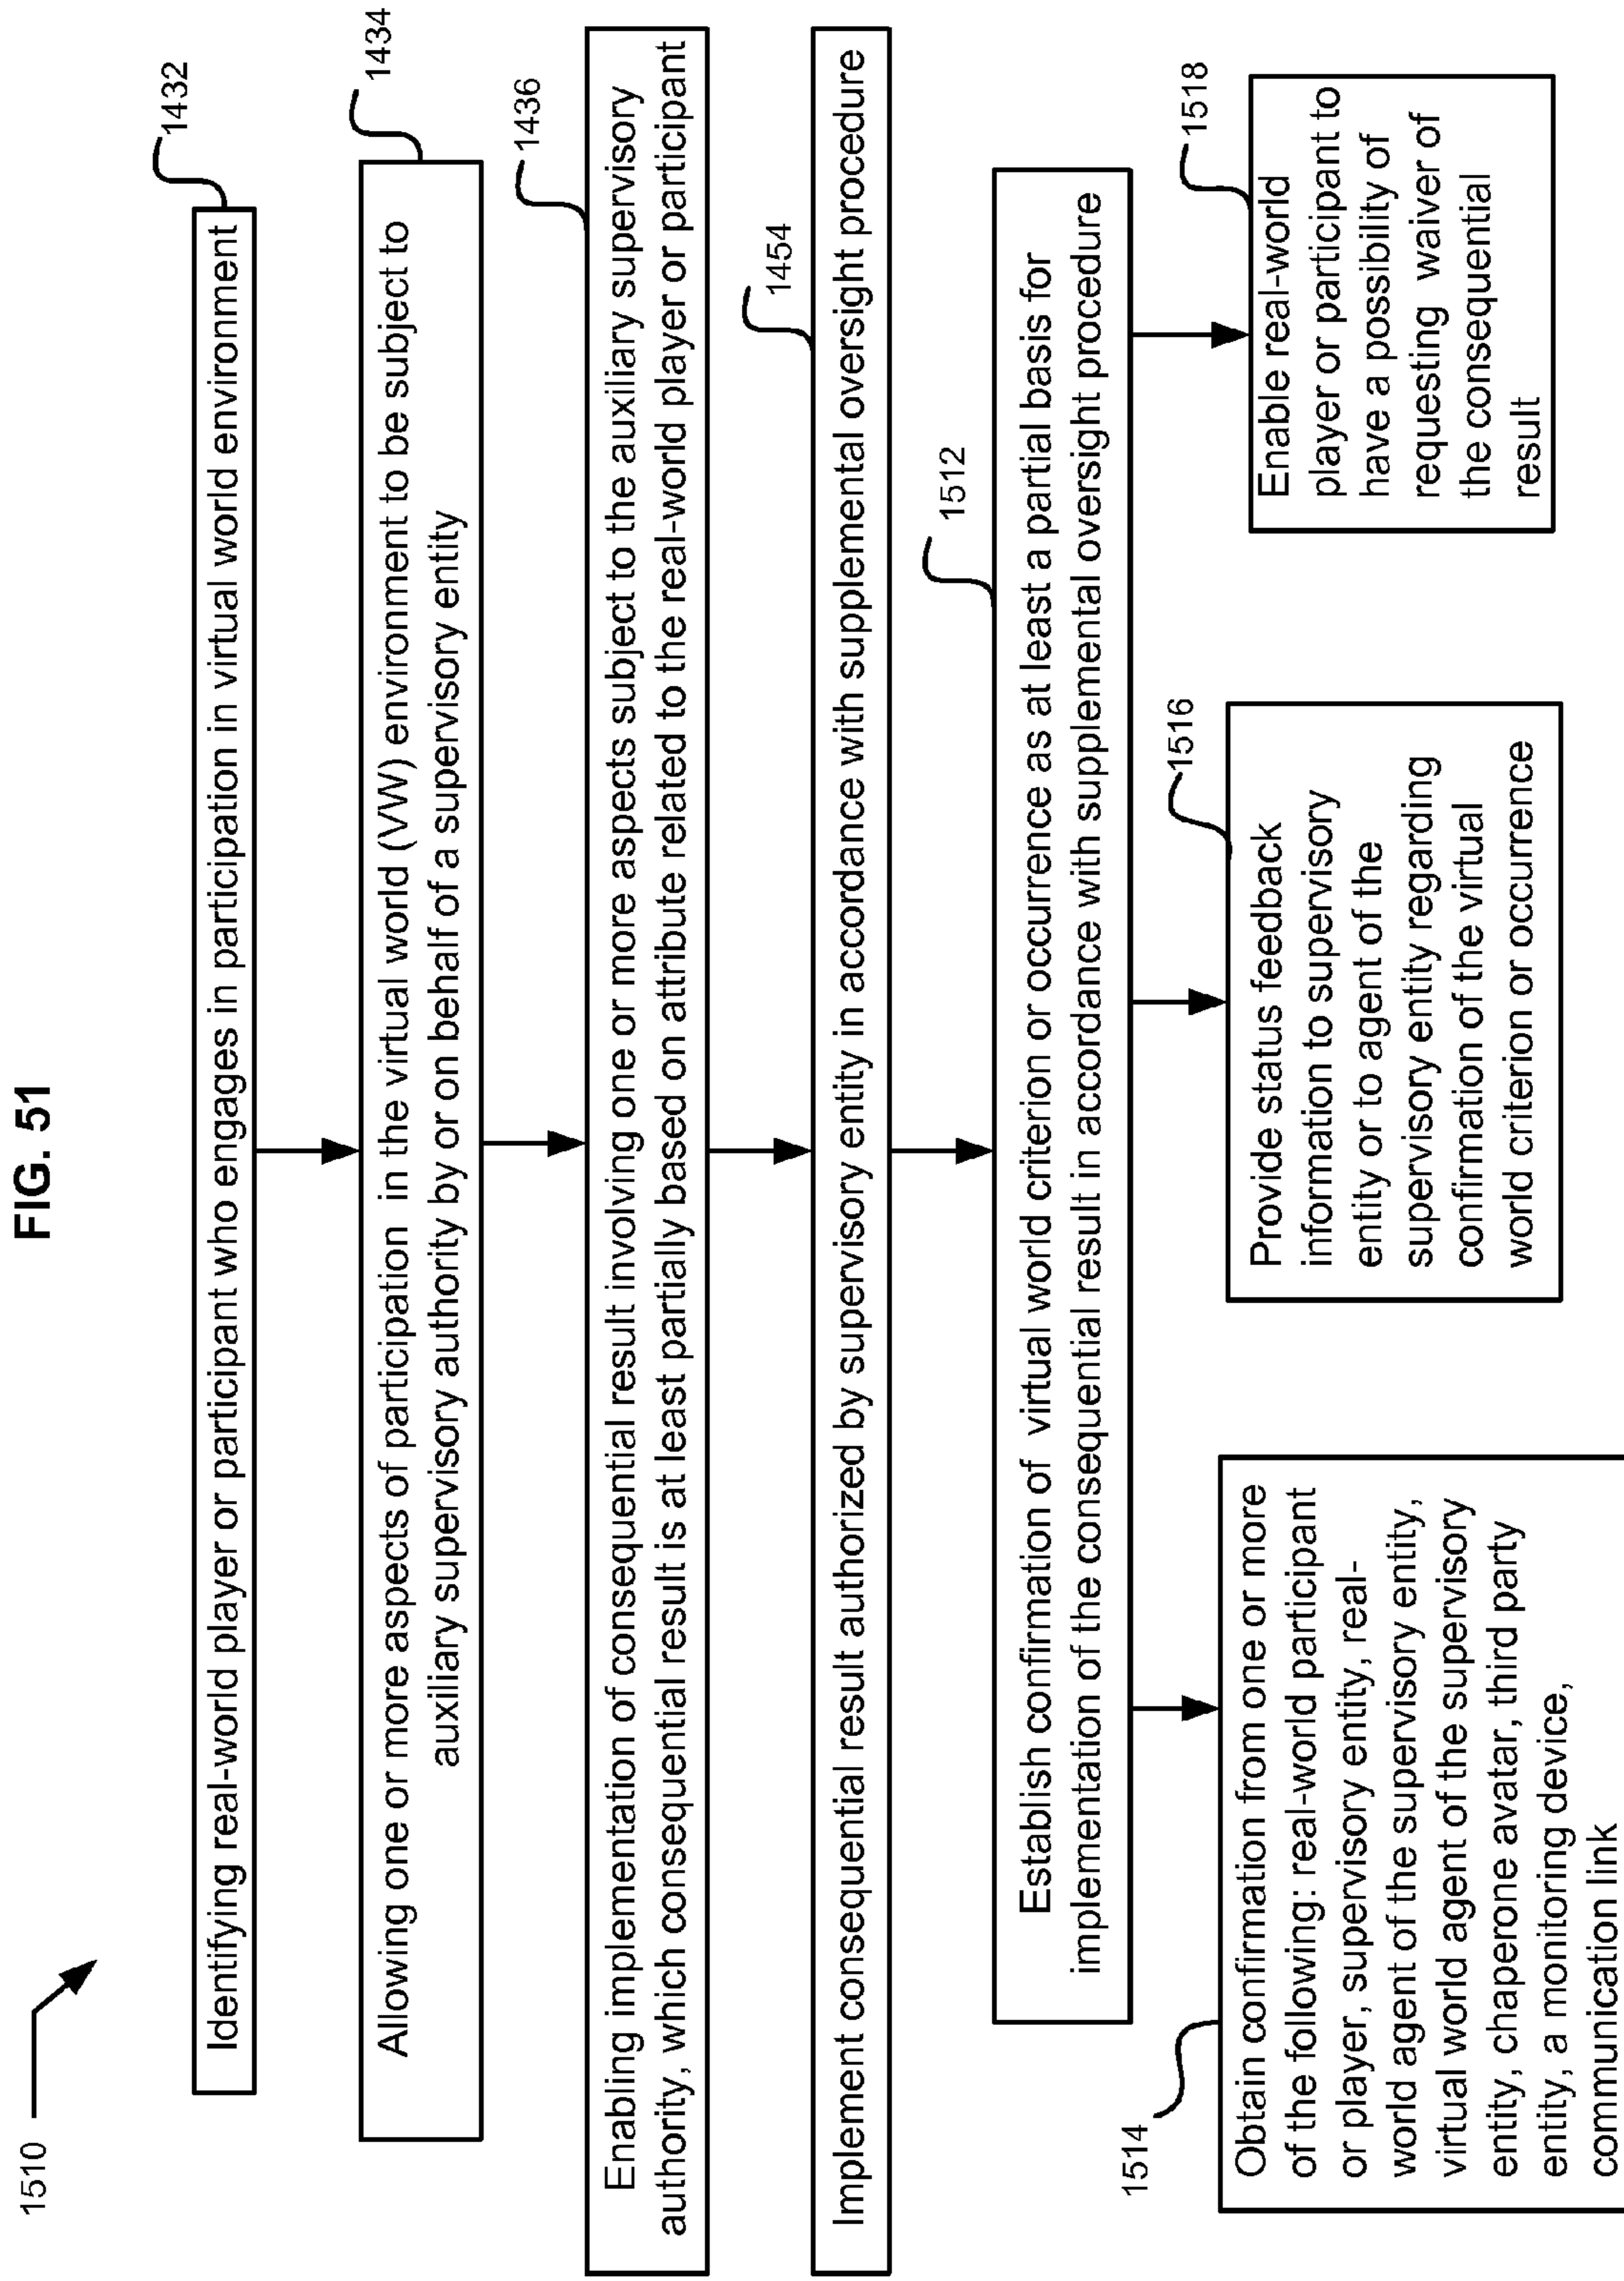 FIG. 51
1510
1432
Identifying real-world player or participant who engages in participation in virtual world environment
1434
Allowing one or more aspects of participation in the virtual world (VW) environment to be subject to
auxiliary supervisory authority by or on behalf of a supervisory entity
1436
Enabling implementation of consequential result involving one or more aspects subject to the auxiliary supervisory
authority, which consequential result is at least partially based on attribute related to the real-world player or participant
1454
Implement consequential result authorized by supervisory entity in accordance with supplemental oversight procedure
1512
Establish confirmation of virtual world criterion or occurrence as at least a partial basis for
implementation of the consequential result in accordance with supplemental oversight procedure
1514
Obtain confirmation from one or more
of the following: real-world participant
or player, supervisory entity, real-
world agent of the supervisory entity,
virtual world agent of the supervisory
entity, chaperone avatar, third party
entity, a monitoring device,
communication link
1516
Provide status feedback
information to supervisory
entity or to agent of the
supervisory entity regarding
confirmation of the virtual
world criterion or occurrence
1518
Enable real-world
player or participant to
have a possibility of
requesting waiver of
the consequential
result